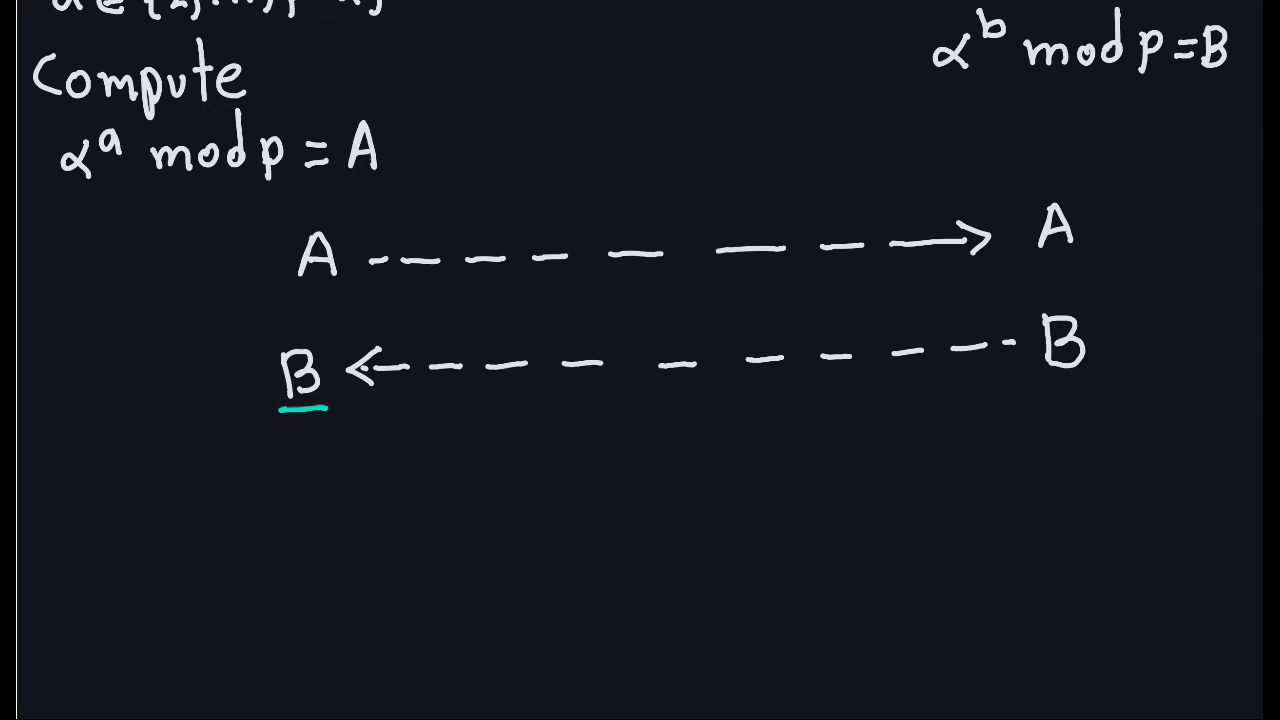 α^b mod p = B
Compute
α^a mod p = A
A A
B B